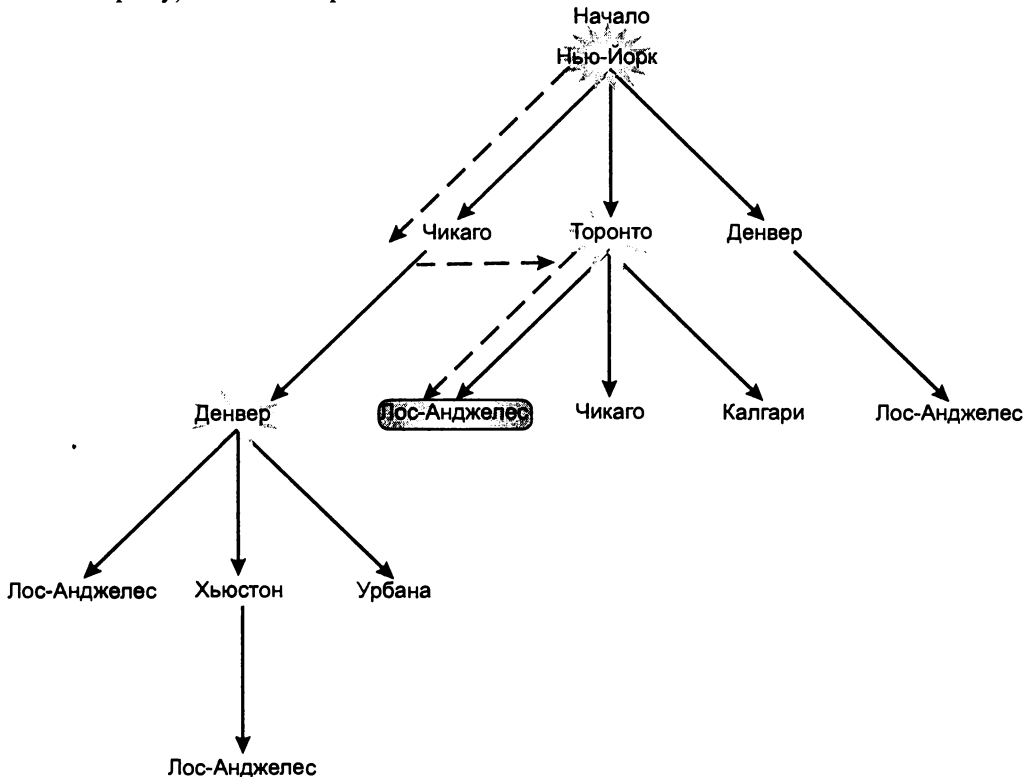 Начало
Нью-Йорк
Чикаго
Торонто
Денвер
Денвер
Лос-Анджелес
Чикаго
Калгари
Лос-Анджелес
Лос-Анджелес
Хьюстон
Урбана
Лос-Анджелес